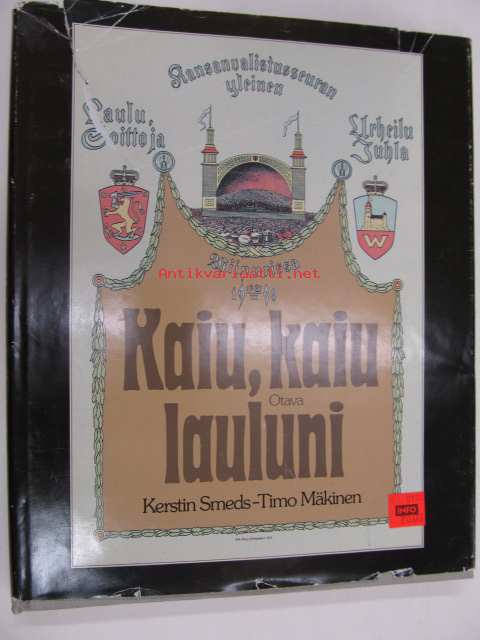 Kansanvalistusseuran
yleinen
Laulu,
Soitto ja
Urheilu
Juhla
W
Antikvariaatti.net
Kaiu, kaiu
Otava
lauluni
Kerstin Smeds-Timo Mäkinen
INFO